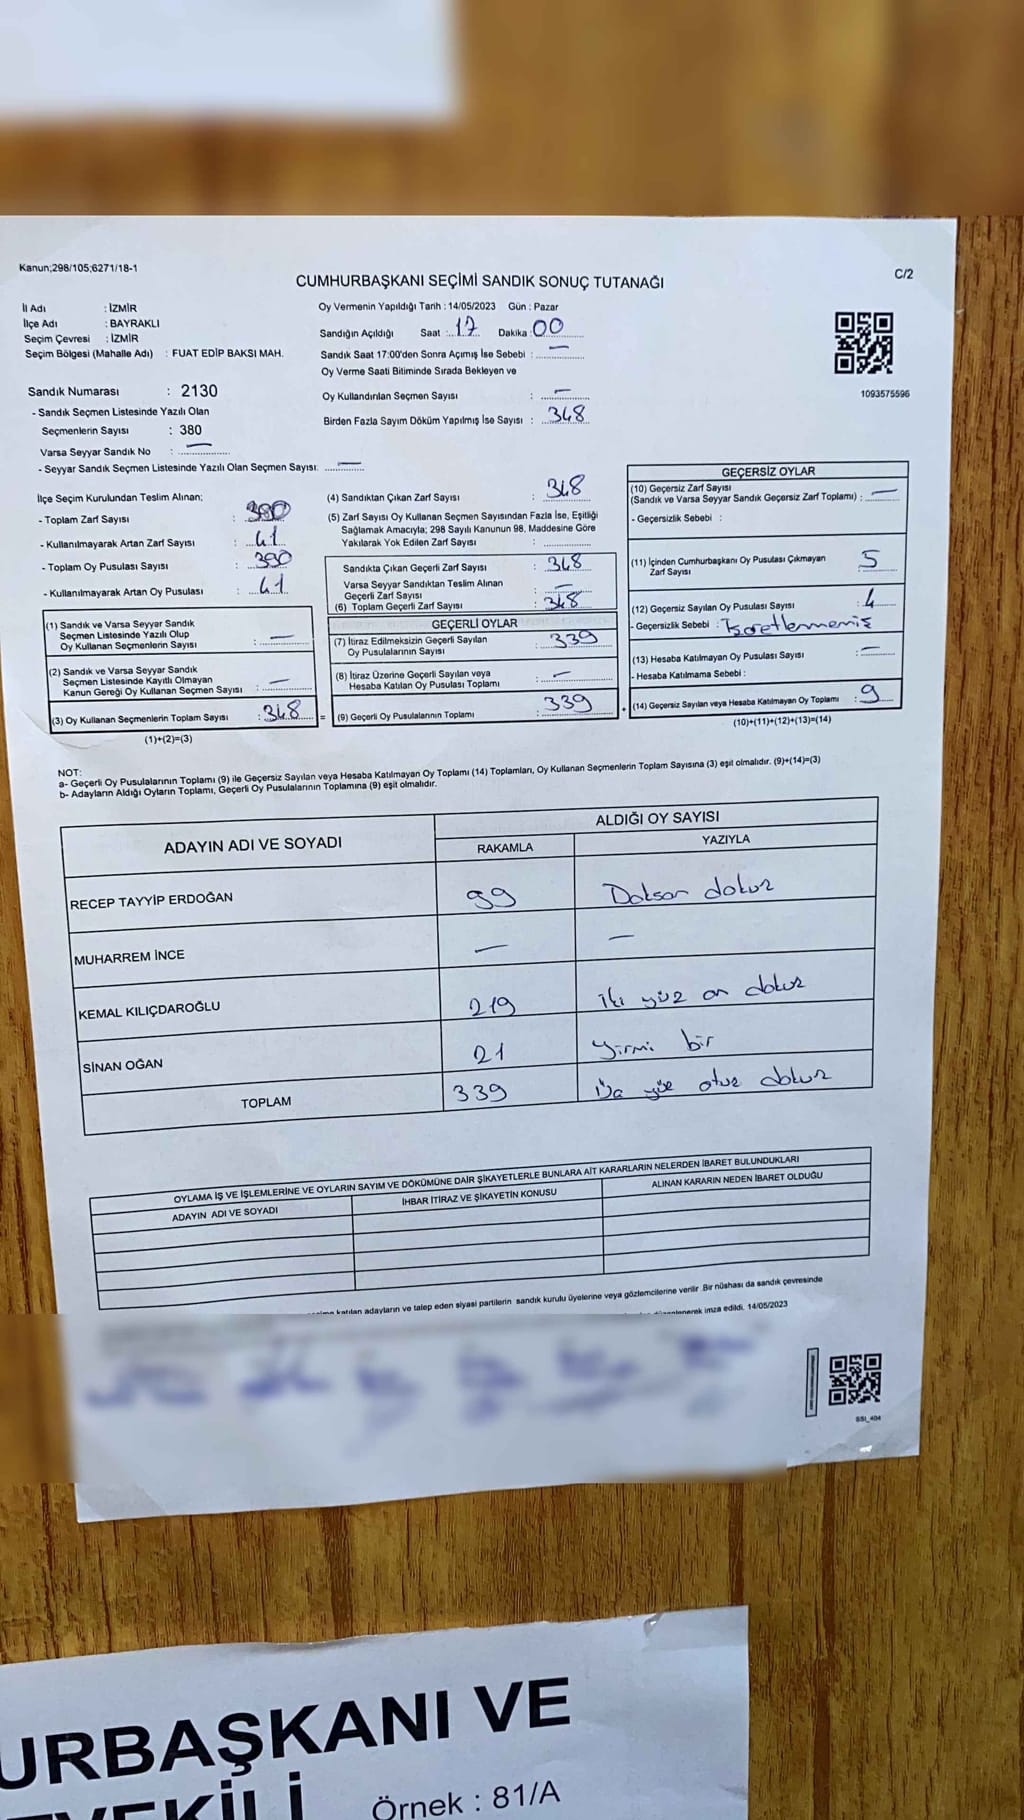 Kanun;298/105;6271/18-1
C/2
CUMHURBAŞKANI SEÇİMİ SANDIK SONUÇ TUTANAĞI
İl Adı : İZMİR
İlçe Adı : BAYRAKLI
Seçim Çevresi : İZMİR
Seçim Bölgesi (Mahalle Adı) : FUAT EDİP BAKSI MAH.
Oy Vermenin Yapıldığı Tarih : 14/05/2023 Gün : Pazar
Sandığın Açıldığı Saat : 17 Dakika : 00
Sandık Saat 17:00'den Sonra Açımış İse Sebebi : —
Oy Verme Saati Bitiminde Sırada Bekleyen ve
Oy Kullandırılan Seçmen Sayısı : —
Birden Fazla Sayım Döküm Yapılmış İse Sayısı : 348
1093575596
Sandık Numarası : 2130
- Sandık Seçmen Listesinde Yazılı Olan
Seçmenlerin Sayısı : 380
Varsa Seyyar Sandık No : —
- Seyyar Sandık Seçmen Listesinde Yazılı Olan Seçmen Sayısı: —
İlçe Seçim Kurulundan Teslim Alınan;
- Toplam Zarf Sayısı : 390
- Kullanılmayarak Artan Zarf Sayısı : 41
- Toplam Oy Pusulası Sayısı : 390
- Kullanılmayarak Artan Oy Pusulası : 41
(1) Sandık ve Varsa Seyyar Sandık
Seçmen Listesinde Yazılı Olup
Oy Kullanan Seçmenlerin Sayısı : —
(2) Sandık ve Varsa Seyyar Sandık
Seçmen Listesinde Kayıtlı Olmayan
Kanun Gereği Oy Kullanan Seçmen Sayısı : —
(3) Oy Kullanan Seçmenlerin Toplam Sayısı : 348 =
(1)+(2)=(3)
(4) Sandıktan Çıkan Zarf Sayısı : 348
(5) Zarf Sayısı Oy Kullanan Seçmen Sayısından Fazla İse, Eşitliği
Sağlamak Amacıyla; 298 Sayılı Kanunun 98. Maddesine Göre
Yakılarak Yok Edilen Zarf Sayısı :
Sandıkta Çıkan Geçerli Zarf Sayısı : 348
Varsa Seyyar Sandıktan Teslim Alınan
Geçerli Zarf Sayısı : —
(6) Toplam Geçerli Zarf Sayısı : 348
GEÇERLİ OYLAR
(7) İtiraz Edilmeksizin Geçerli Sayılan
Oy Pusulalarının Sayısı : 339
(8) İtiraz Üzerine Geçerli Sayılan veya
Hesaba Katılan Oy Pusulası Toplamı : —
(9) Geçerli Oy Pusulalarının Toplamı : 339
GEÇERSİZ OYLAR
(10) Geçersiz Zarf Sayısı
(Sandık ve Varsa Seyyar Sandık Geçersiz Zarf Toplamı) : —
- Geçersizlik Sebebi :
(11) İçinden Cumhurbaşkanı Oy Pusulası Çıkmayan
Zarf Sayısı : 5
(12) Geçersiz Sayılan Oy Pusulası Sayısı : 4
- Geçersizlik Sebebi : İşaretlenmemiş
(13) Hesaba Katılmayan Oy Pusulası Sayısı : —
- Hesaba Katılmama Sebebi :
(14) Geçersiz Sayılan veya Hesaba Katılmayan Oy Toplamı : 9
(10)+(11)+(12)+(13)=(14)
NOT:
a- Geçerli Oy Pusulalarının Toplamı (9) ile Geçersiz Sayılan veya Hesaba Katılmayan Oy Toplamı (14) Toplamları, Oy Kullanan Seçmenlerin Toplam Sayısına (3) eşit olmalıdır. (9)+(14)=(3)
b- Adayların Aldığı Oyların Toplamı, Geçerli Oy Pusulalarının Toplamına (9) eşit olmalıdır.
ADAYIN ADI VE SOYADI
ALDIĞI OY SAYISI
RAKAMLA YAZIYLA
RECEP TAYYİP ERDOĞAN 99 Doksan dokuz
MUHARREM İNCE — —
KEMAL KILIÇDAROĞLU 219 iki yüz on dokuz
SİNAN OĞAN 21 yirmi bir
TOPLAM 339 Üç yüz otuz dokuz
OYLAMA İŞ VE İŞLEMLERİNE VE OYLARIN SAYIM VE DÖKÜMÜNE DAİR ŞİKAYETLERLE BUNLARA AİT KARARLARIN NELERDEN İBARET BULUNDUKLARI
ADAYIN ADI VE SOYADI İHBAR İTİRAZ VE ŞİKAYETİN KONUSU ALINAN KARARIN NEDEN İBARET OLDUĞU
katılan adayların ve talep eden siyasi partilerin sandık kurulu üyelerine veya gözlemcilerine verilir. Bir nüshası da sandık çevresinde
imza edildi. 14/05/2023
SSI_404
URBAŞKANI VE
EVEKİLİ
Örnek : 81/A